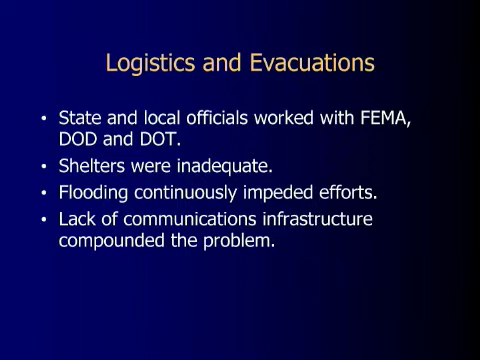 Logistics and Evacuations
• State and local officials worked with FEMA,
DOD and DOT.
• Shelters were inadequate.
• Flooding continuously impeded efforts.
• Lack of communications infrastructure
compounded the problem.